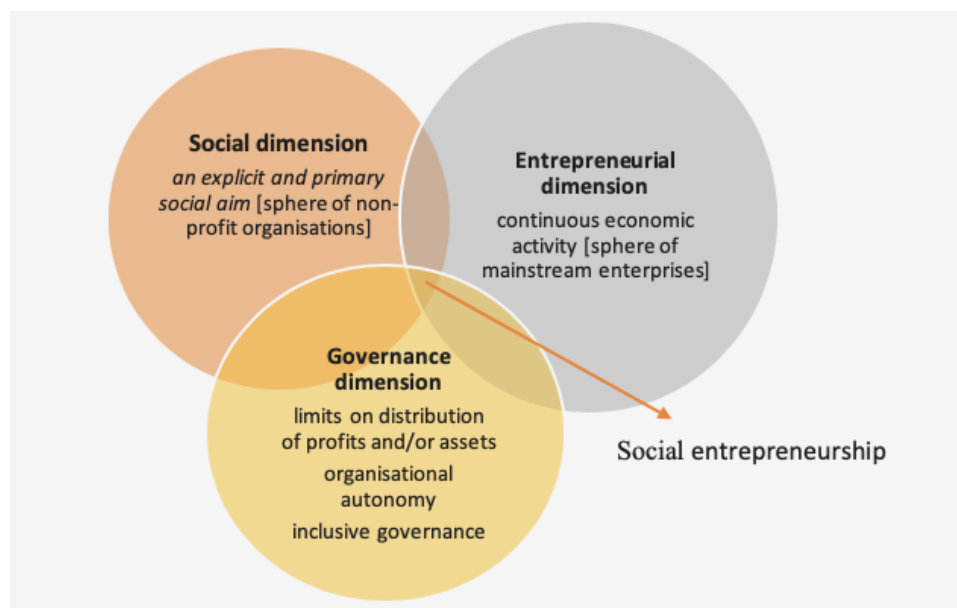 Social dimension
an explicit and primary
social aim [sphere of non-
profit organisations]
Entrepreneurial
dimension
continuous economic
activity [sphere of
mainstream enterprises]
Governance
dimension
limits on distribution
of profits and/or assets
organisational
autonomy
inclusive governance
Social entrepreneurship